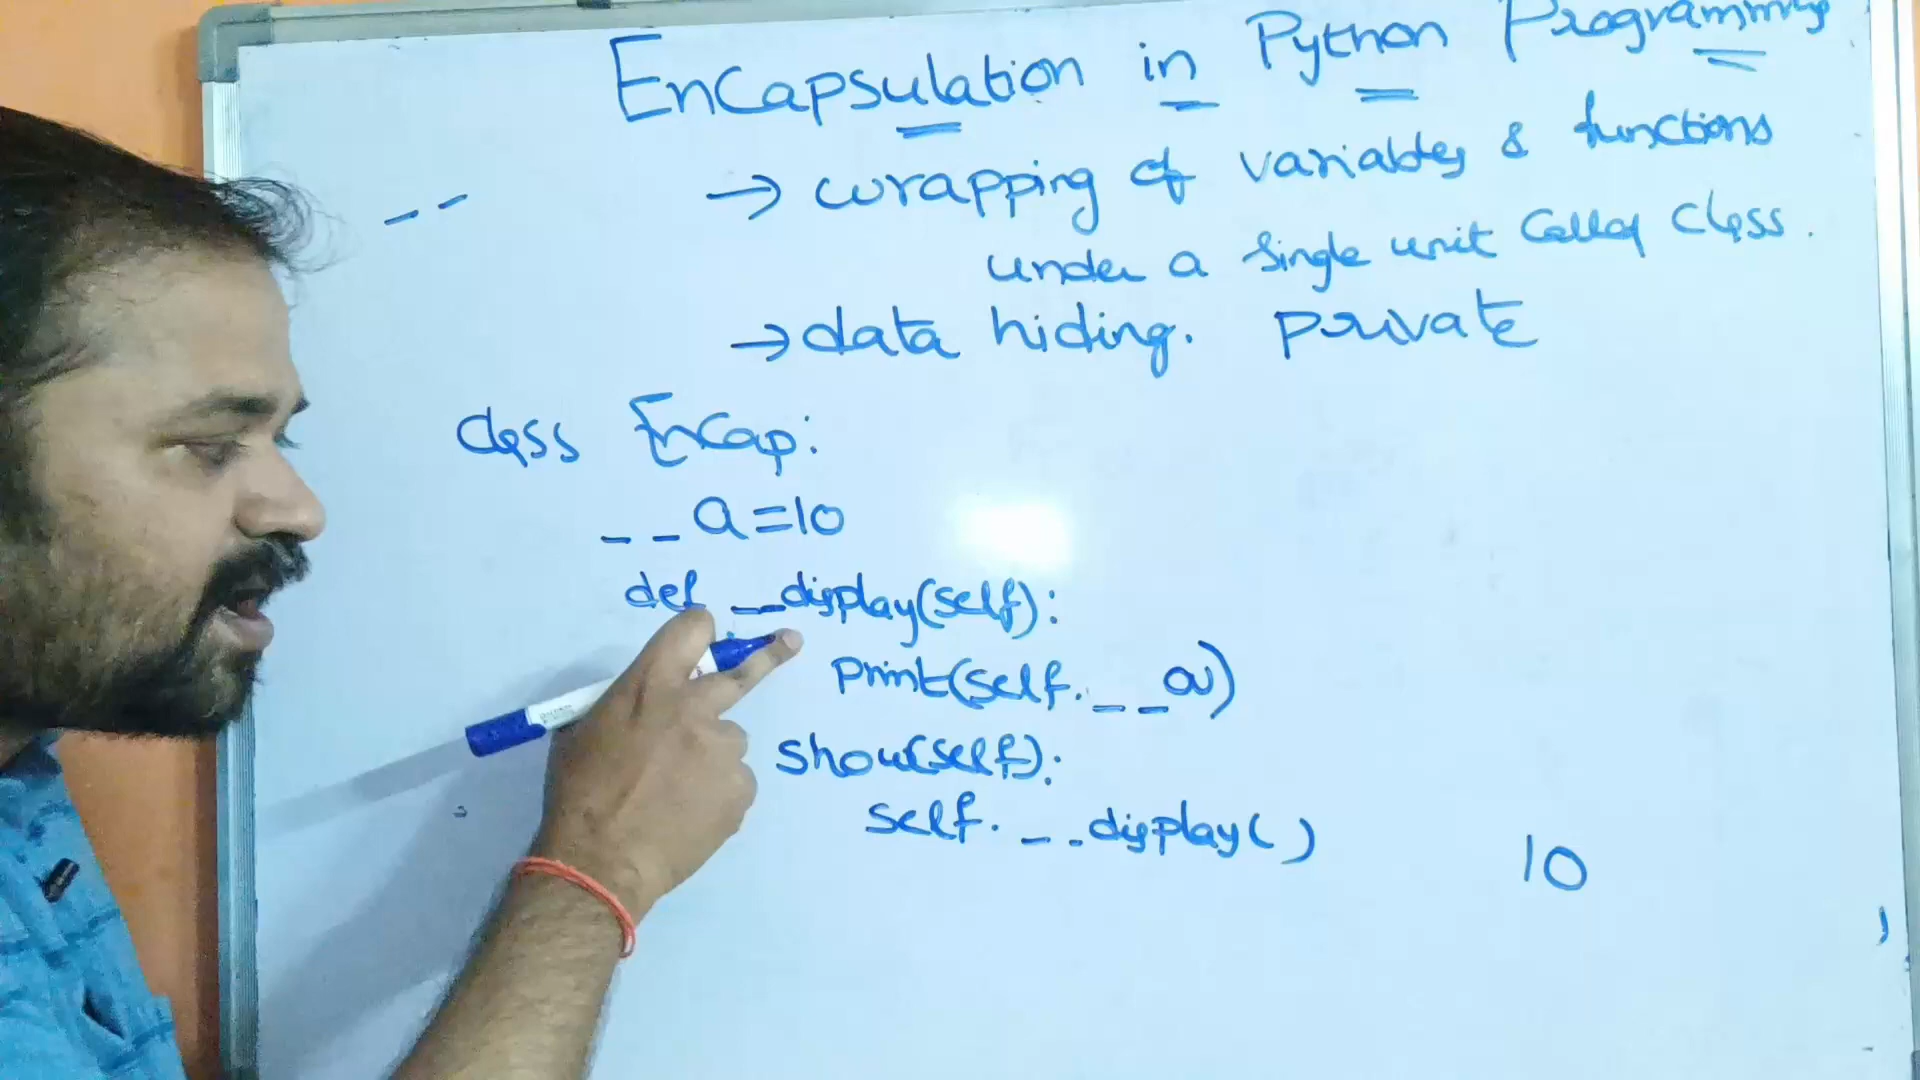 Encapsulation in Python Programming
→ wrapping of variables & functions
under a single unit Called Class.
→ data hiding. private
--
Class Encap:
__a=10
def __display(self):
print(self.__a)
show(self):
self.__display()
10